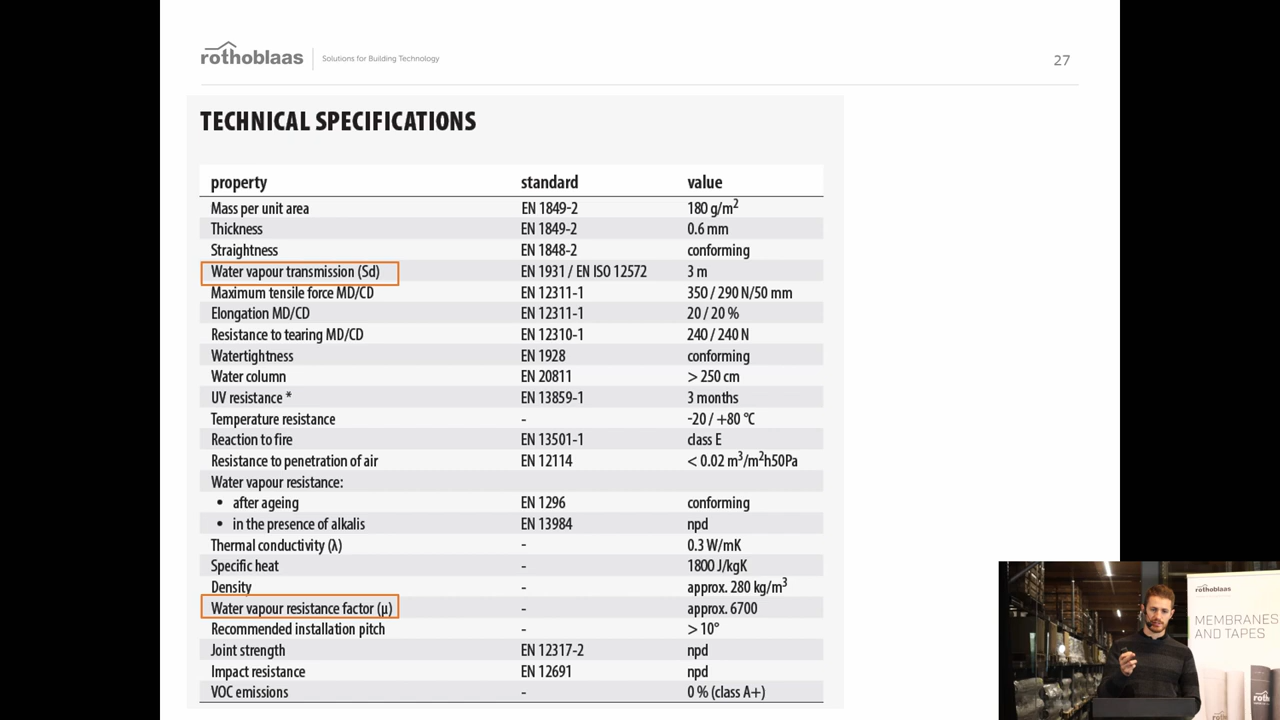 rothoblaas Solutions for Building Technology 27
TECHNICAL SPECIFICATIONS
property standard value
Mass per unit area EN 1849-2 180 g/m²
Thickness EN 1849-2 0.6 mm
Straightness EN 1848-2 conforming
Water vapour transmission (Sd) EN 1931 / EN ISO 12572 3 m
Maximum tensile force MD/CD EN 12311-1 350 / 290 N/50 mm
Elongation MD/CD EN 12311-1 20 / 20 %
Resistance to tearing MD/CD EN 12310-1 240 / 240 N
Watertightness EN 1928 conforming
Water column EN 20811 > 250 cm
UV resistance * EN 13859-1 3 months
Temperature resistance - -20 / +80 °C
Reaction to fire EN 13501-1 class E
Resistance to penetration of air EN 12114 < 0.02 m³/m²h50Pa
Water vapour resistance:
• after ageing EN 1296 conforming
• in the presence of alkalis EN 13984 npd
Thermal conductivity (λ) - 0.3 W/mK
Specific heat - 1800 J/kgK
Density - approx. 280 kg/m³
Water vapour resistance factor (μ) - approx. 6700
Recommended installation pitch - > 10°
Joint strength EN 12317-2 npd
Impact resistance EN 12691 npd
VOC emissions - 0 % (class A+)
rothoblaas
MEMBRANES
AND TAPES